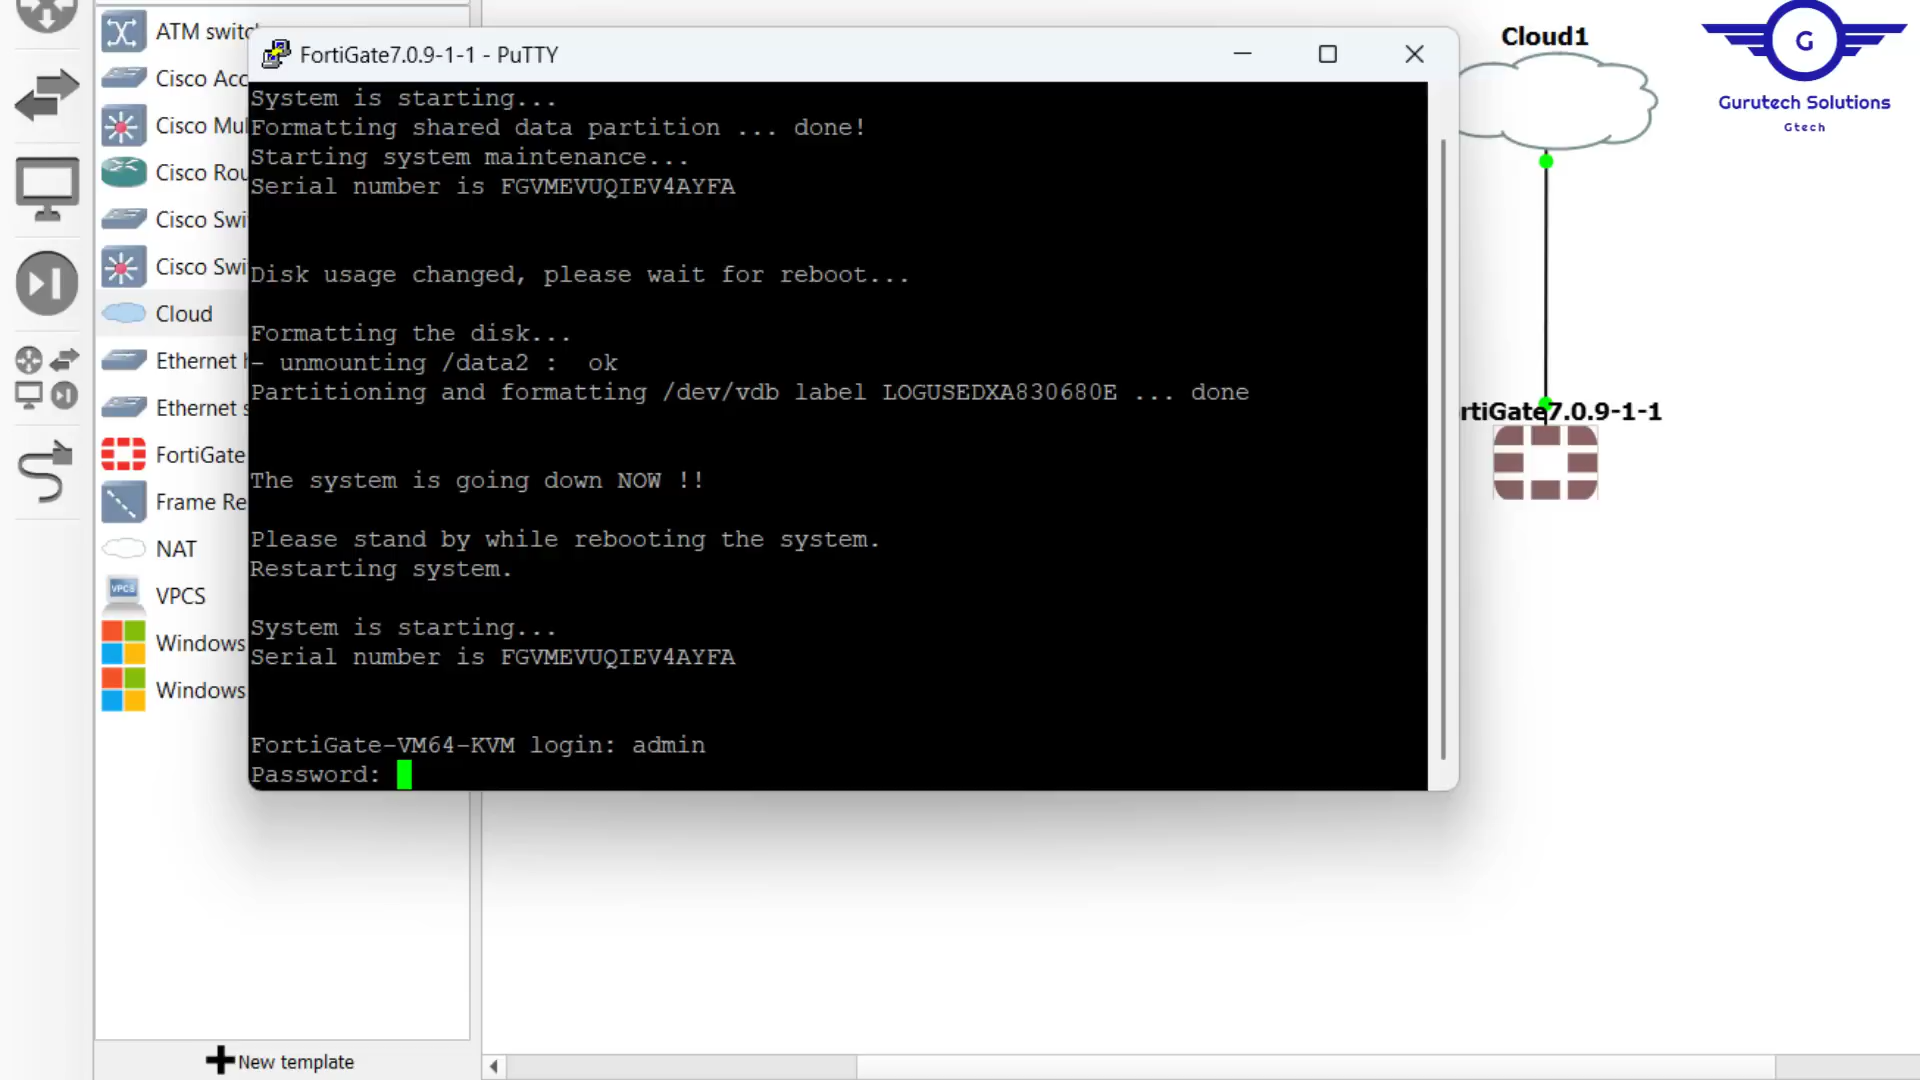 ATM switc
Cisco Acc
Cisco Mul
Cisco Rou
Cisco Swi
Cisco Swi
Cloud
Ethernet h
Ethernet s
FortiGate
Frame Re
NAT
VPCS
Windows
Windows
New template
FortiGate7.0.9-1-1 - PuTTY
System is starting...
Formatting shared data partition ... done!
Starting system maintenance...
Serial number is FGVMEVUQIEV4AYFA
Disk usage changed, please wait for reboot...
Formatting the disk...
- unmounting /data2 :  ok
Partitioning and formatting /dev/vdb label LOGUSEDXA830680E ... done
The system is going down NOW !!
Please stand by while rebooting the system.
Restarting system.
System is starting...
Serial number is FGVMEVUQIEV4AYFA
FortiGate-VM64-KVM login: admin
Password:
Cloud1
rtiGate7.0.9-1-1
G
Gurutech Solutions
Gtech